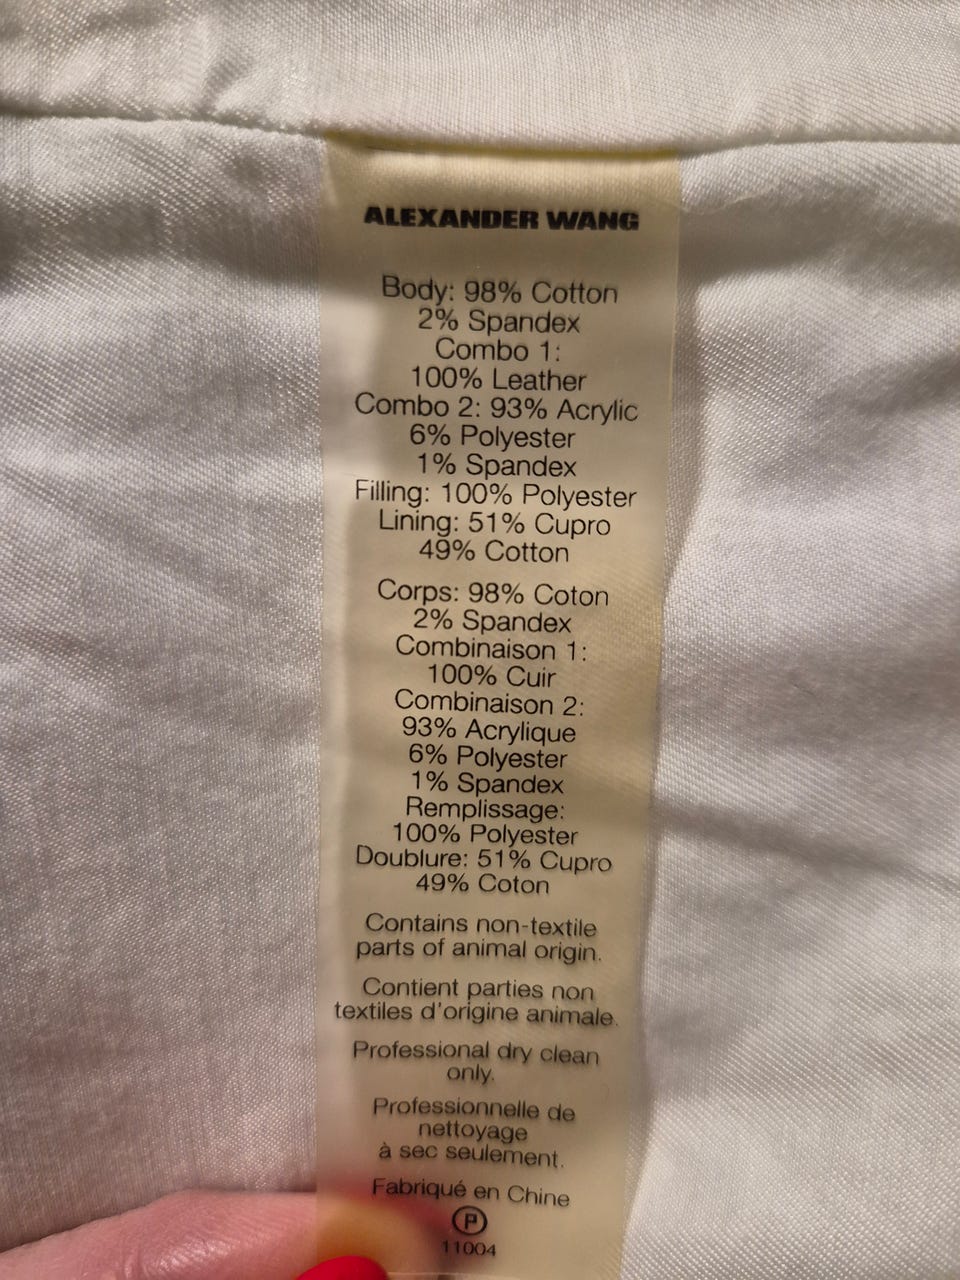 ALEXANDER WANG
Body: 98% Cotton
2% Spandex
Combo 1:
100% Leather
Combo 2: 93% Acrylic
6% Polyester
1% Spandex
Filling: 100% Polyester
Lining: 51% Cupro
49% Cotton
Corps: 98% Coton
2% Spandex
Combinaison 1:
100% Cuir
Combinaison 2:
93% Acrylique
6% Polyester
1% Spandex
Remplissage:
100% Polyester
Doublure: 51% Cupro
49% Coton
Contains non-textile
parts of animal origin.
Contient parties non
textiles d'origine animale.
Professional dry clean
only.
Professionnelle de
nettoyage
à sec seulement.
Fabriqué en Chine
P
11004